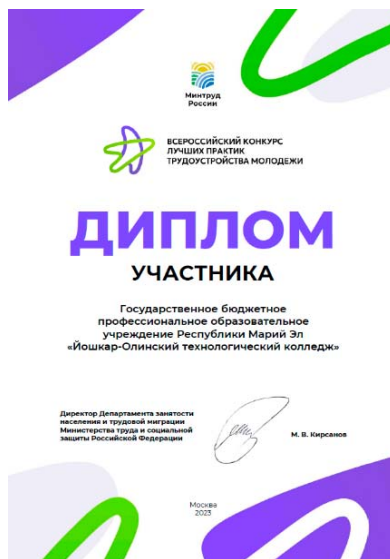 Минтруд
России
ВСЕРОССИЙСКИЙ КОНКУРС
ЛУЧШИХ ПРАКТИК
ТРУДОУСТРОЙСТВА МОЛОДЕЖИ
ДИПЛОМ
УЧАСТНИКА
Государственное бюджетное
профессиональное образовательное
учреждение Республики Марий Эл
«Йошкар-Олинский технологический колледж»
Директор Департамента занятости
населения и трудовой миграции
Министерства труда и социальной
защиты Российской Федерации
М. В. Кирсанов
Москва
2023